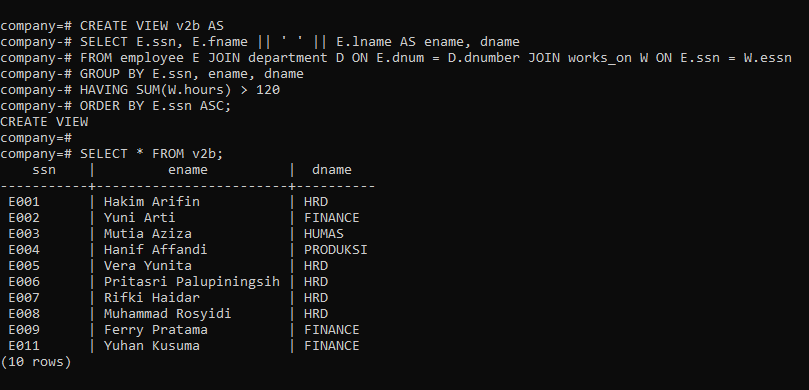 company=# CREATE VIEW v2b AS
company-# SELECT E.ssn, E.fname || ' ' || E.lname AS ename, dname
company-# FROM employee E JOIN department D ON E.dnum = D.dnumber JOIN works_on W ON E.ssn = W.essn
company-# GROUP BY E.ssn, ename, dname
company-# HAVING SUM(W.hours) > 120
company-# ORDER BY E.ssn ASC;
CREATE VIEW
company=#
company=# SELECT * FROM v2b;
    ssn    |         ename          |  dname
-----------+------------------------+----------
 E001      | Hakim Arifin           | HRD
 E002      | Yuni Arti              | FINANCE
 E003      | Mutia Aziza            | HUMAS
 E004      | Hanif Affandi          | PRODUKSI
 E005      | Vera Yunita            | HRD
 E006      | Pritasri Palupiningsih | HRD
 E007      | Rifki Haidar           | HRD
 E008      | Muhammad Rosyidi       | HRD
 E009      | Ferry Pratama          | FINANCE
 E011      | Yuhan Kusuma           | FINANCE
(10 rows)